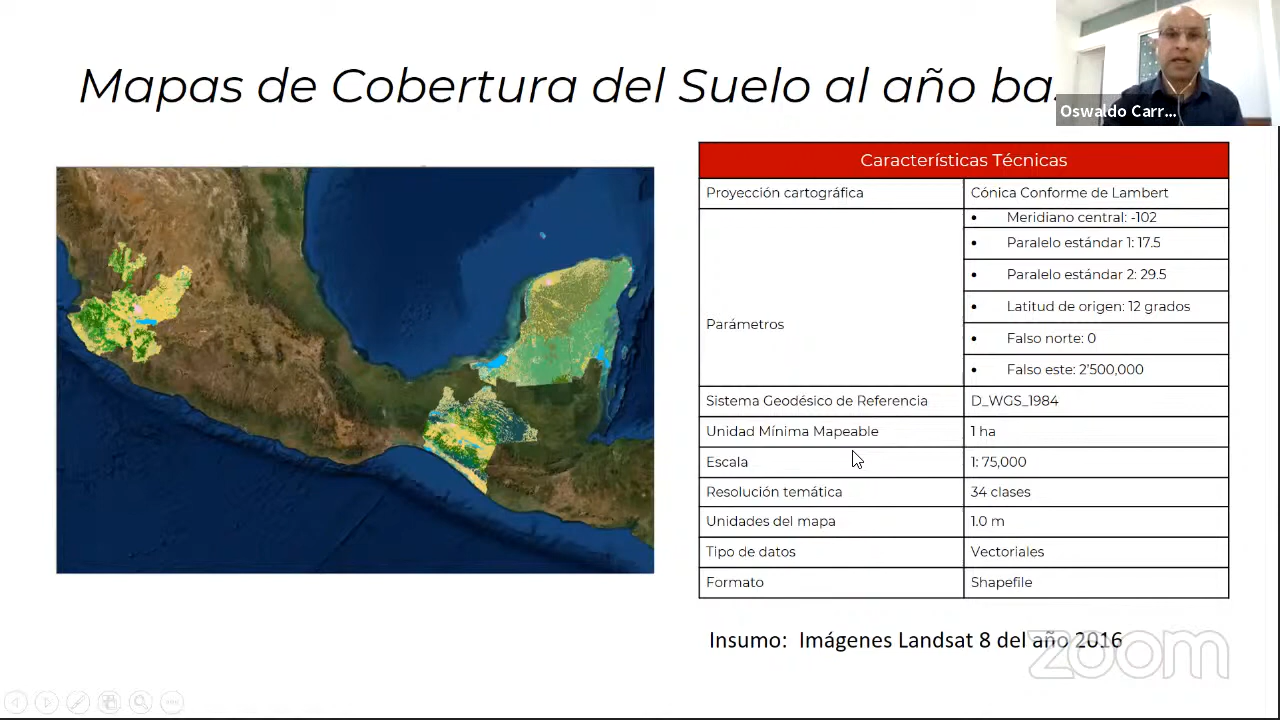 Mapas de Cobertura del Suelo al año ba.
Oswaldo Carr...
Características Técnicas
Proyección cartográfica Cónica Conforme de Lambert
Parámetros
• Meridiano central: -102
• Paralelo estándar 1: 17.5
• Paralelo estándar 2: 29.5
• Latitud de origen: 12 grados
• Falso norte: 0
• Falso este: 2'500,000
Sistema Geodésico de Referencia D_WGS_1984
Unidad Mínima Mapeable 1 ha
Escala 1: 75,000
Resolución temática 34 clases
Unidades del mapa 1.0 m
Tipo de datos Vectoriales
Formato Shapefile
Insumo: Imágenes Landsat 8 del año 2016
zoom